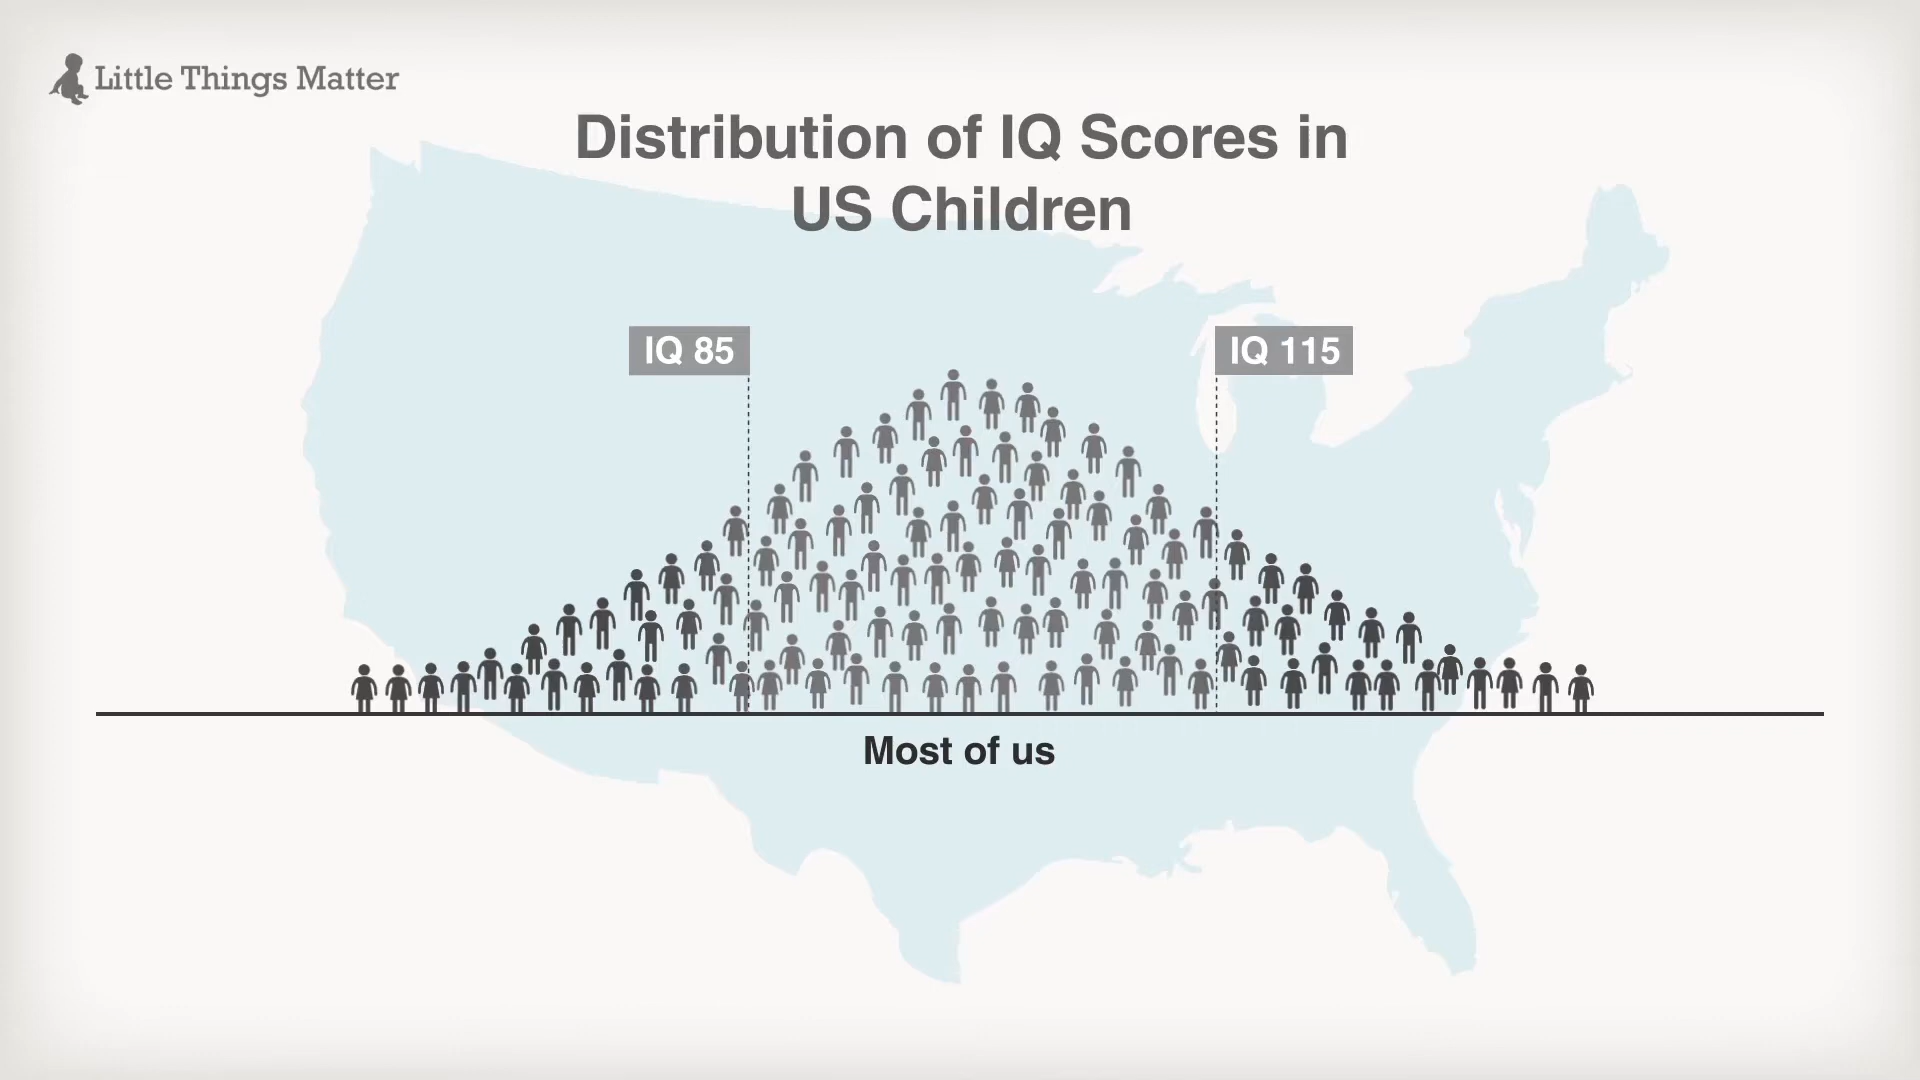 Little Things Matter
Distribution of IQ Scores in
US Children
IQ 85
IQ 115
Most of us